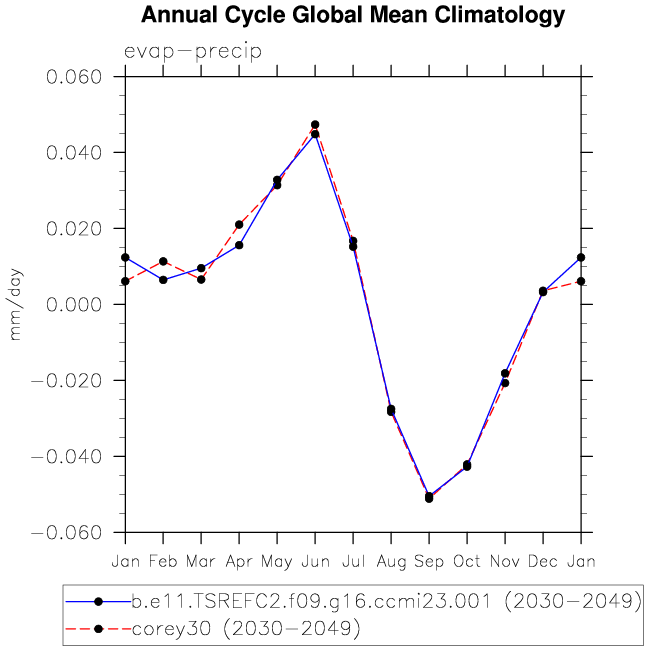 Annual Cycle Global Mean Climatology
evap-precip
0.060
0.040
0.020
0.000
-0.020
-0.040
-0.060
mm/day
Jan Feb Mar Apr May Jun Jul Aug Sep Oct Nov Dec Jan
b.e11.TSREFC2.f09.g16.ccmi23.001 (2030-2049)
corey30 (2030-2049)